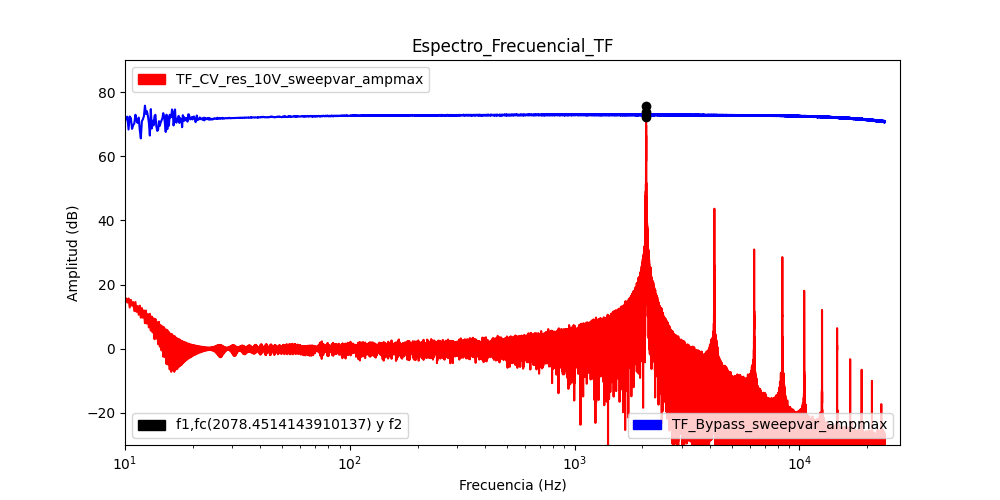 Espectro_Frecuencial_TF
TF_CV_res_10V_sweepvar_ampmax
80
60
40
20
0
−20
Amplitud (dB)
f1,fc(2078.4514143910137) y f2
TF_Bypass_sweepvar_ampmax
10^1
10^2
10^3
10^4
Frecuencia (Hz)